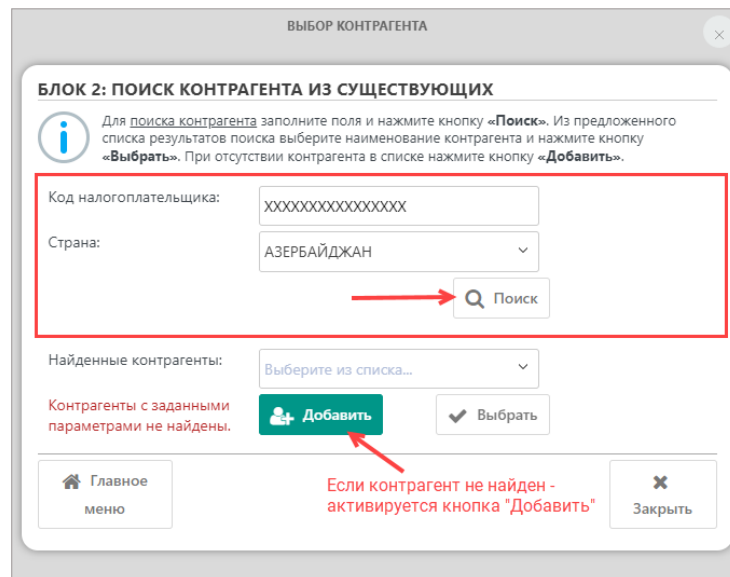 ВЫБОР КОНТРАГЕНТА
БЛОК 2: ПОИСК КОНТРАГЕНТА ИЗ СУЩЕСТВУЮЩИХ
Для поиска контрагента заполните поля и нажмите кнопку «Поиск». Из предложенного
списка результатов поиска выберите наименование контрагента и нажмите кнопку
«Выбрать». При отсутствии контрагента в списке нажмите кнопку «Добавить».
Код налогоплательщика:
XXXXXXXXXXXXXXXX
Страна:
АЗЕРБАЙДЖАН
Поиск
Найденные контрагенты:
Выберите из списка...
Контрагенты с заданными
параметрами не найдены.
Добавить
Выбрать
Главное
меню
Если контрагент не найден -
активируется кнопка "Добавить"
Закрыть